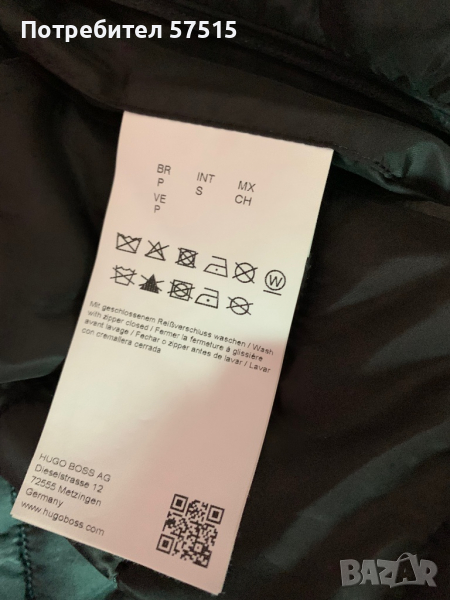 Потребител 57515
BR INT MX
P S CH
VE
P
W
Mit geschlossenem Reißverschluss waschen / Wash
with zipper closed / Fermer la fermeture à glissière
avant lavage / Fechar o zipper antes de lavar / Lavar
con cremallera cerrada
HUGO BOSS AG
Dieselstrasse 12
72555 Metzingen
Germany
www.hugoboss.com
BAZAR